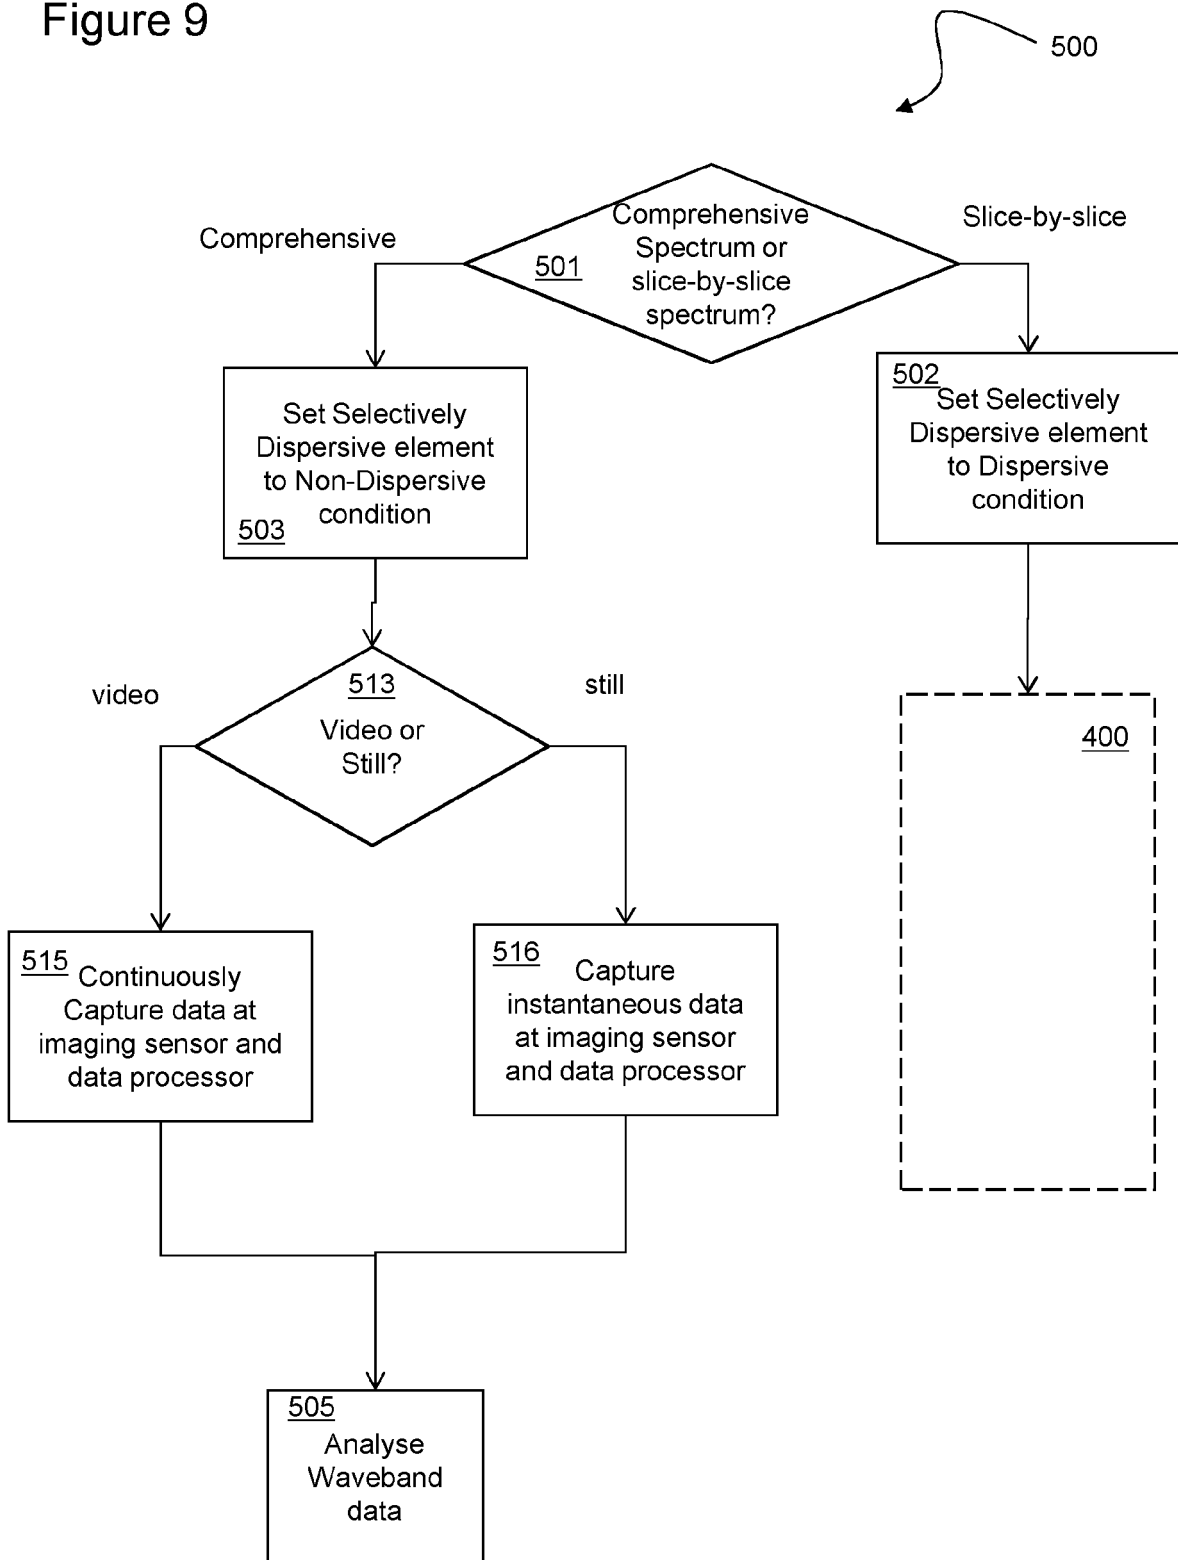 Figure 9
500
Comprehensive
Slice-by-slice
501
Comprehensive
Spectrum or
slice-by-slice
spectrum?
503
Set Selectively
Dispersive element
to Non-Dispersive
condition
502
Set Selectively
Dispersive element
to Dispersive
condition
video
still
513
Video or
Still?
400
515
Continuously
Capture data at
imaging sensor and
data processor
516
Capture
instantaneous data
at imaging sensor
and data processor
505
Analyse
Waveband
data